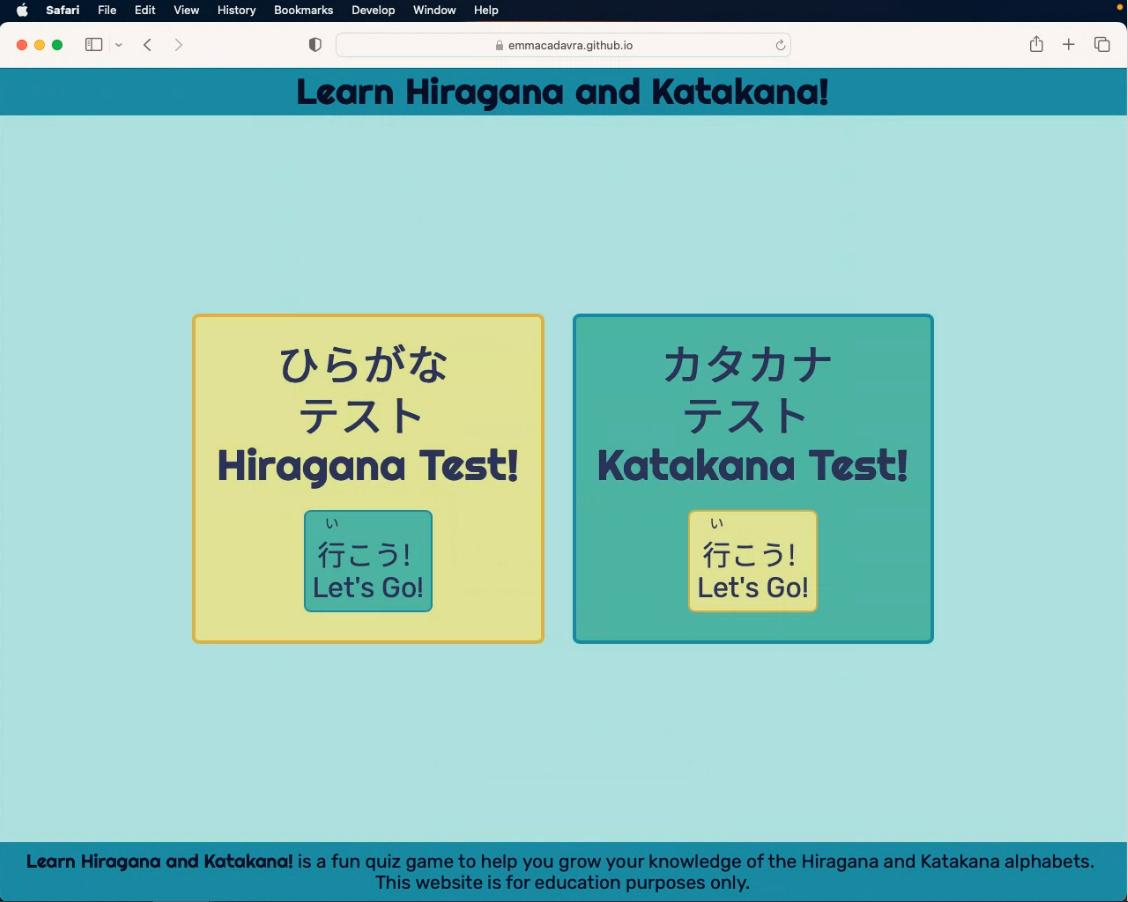 Safari File Edit View History Bookmarks Develop Window Help
emmacadavra.github.io
Learn Hiragana and Katakana!
ひらがな
テスト
Hiragana Test!
い
行こう!
Let's Go!
カタカナ
テスト
Katakana Test!
い
行こう!
Let's Go!
Learn Hiragana and Katakana! is a fun quiz game to help you grow your knowledge of the Hiragana and Katakana alphabets.
This website is for education purposes only.